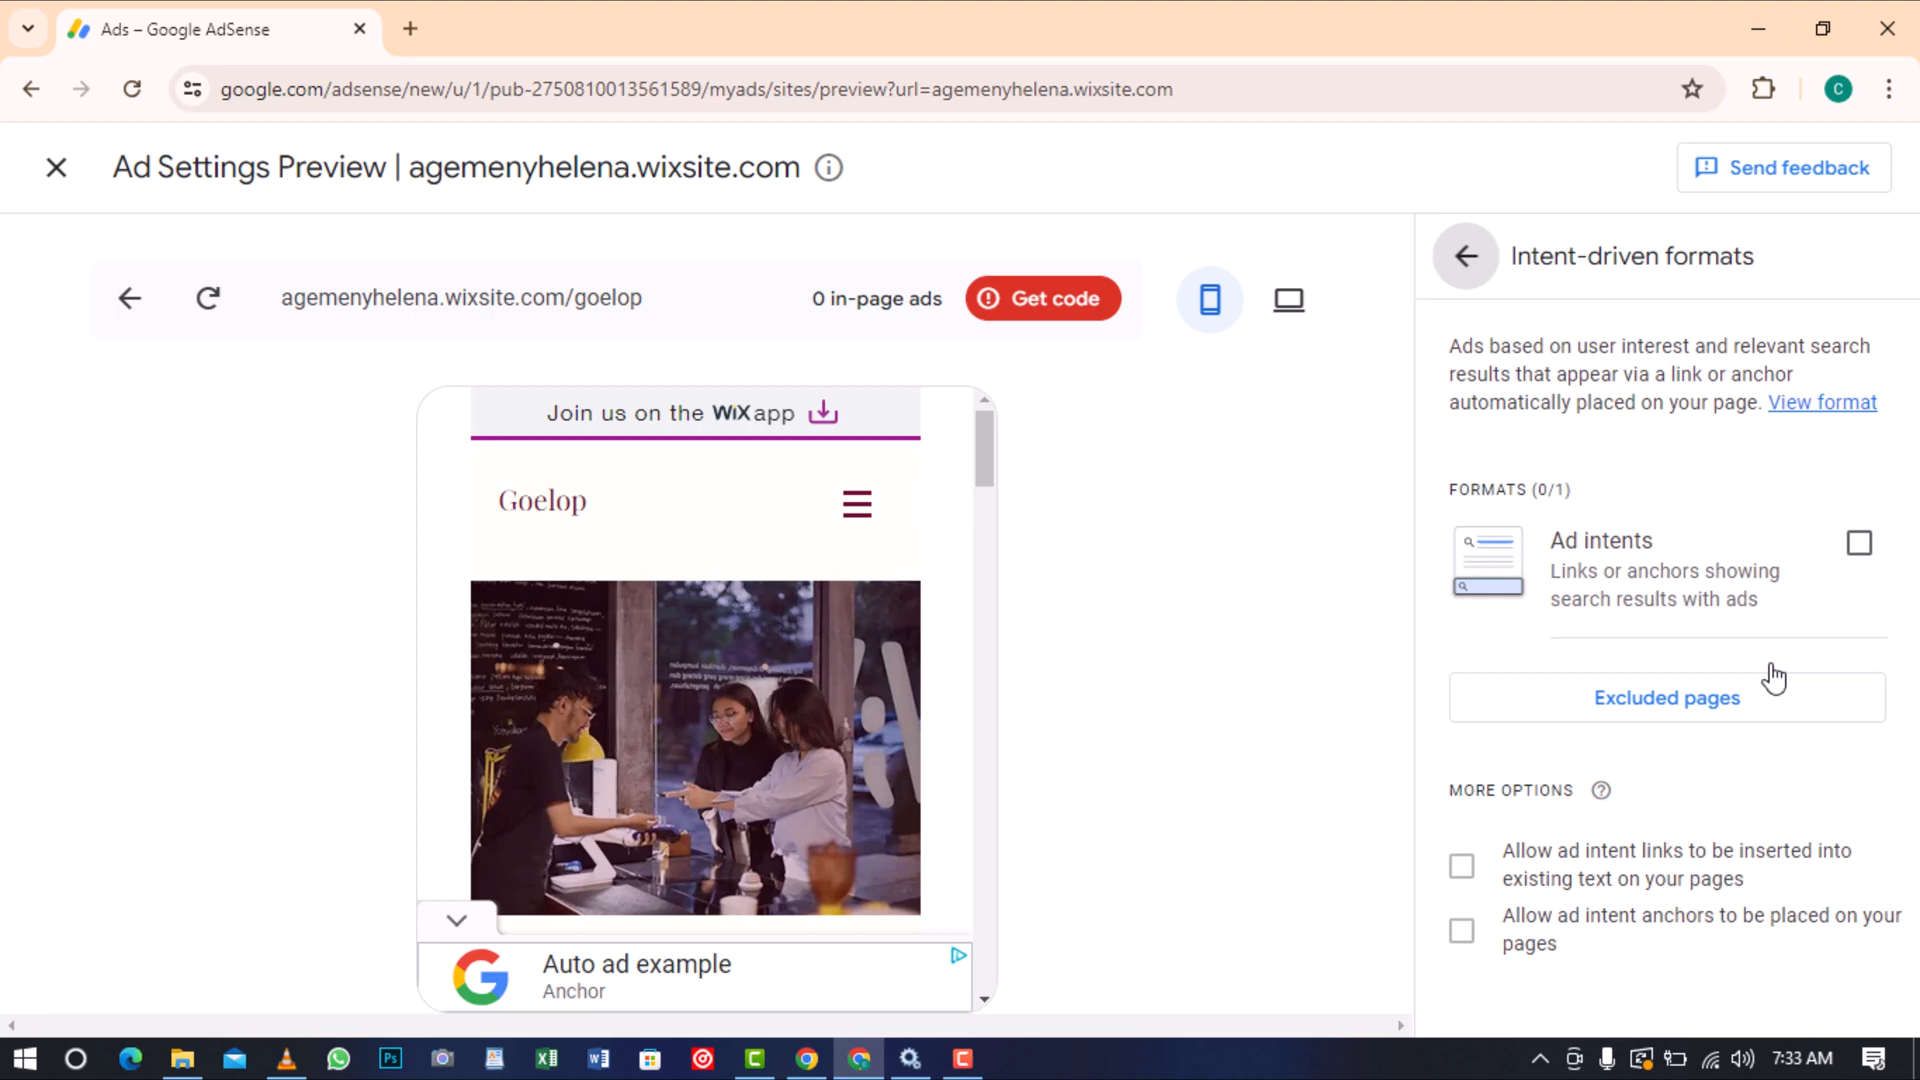 Ads – Google AdSense
google.com/adsense/new/u/1/pub-2750810013561589/myads/sites/preview?url=agemenyhelena.wixsite.com
C
Ad Settings Preview | agemenyhelena.wixsite.com
Send feedback
agemenyhelena.wixsite.com/goelop
0 in-page ads
Get code
Join us on the WiX app
Goelop
Auto ad example
Anchor
Intent-driven formats
Ads based on user interest and relevant search
results that appear via a link or anchor
automatically placed on your page. View format
FORMATS (0/1)
Ad intents
Links or anchors showing
search results with ads
Excluded pages
MORE OPTIONS
Allow ad intent links to be inserted into
existing text on your pages
Allow ad intent anchors to be placed on your
pages
7:33 AM